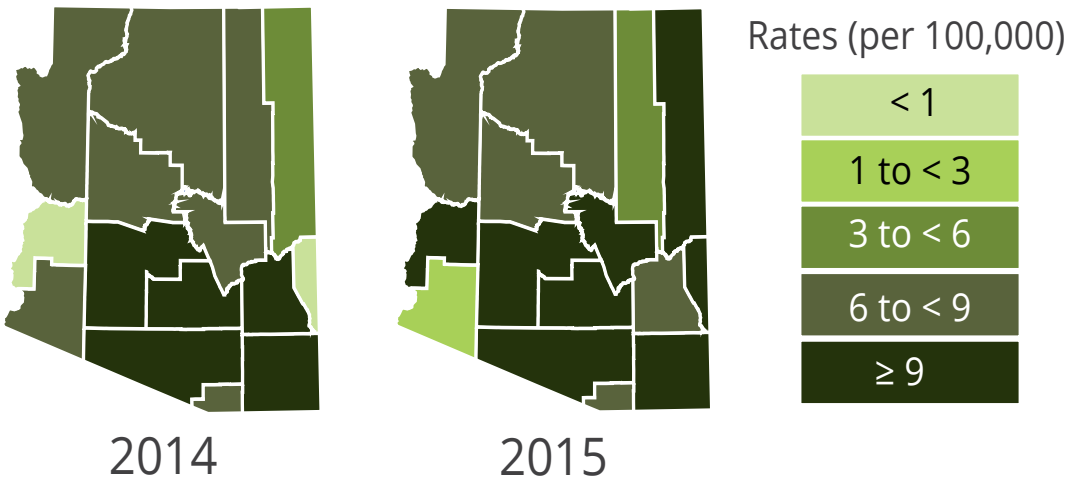 Rates (per 100,000)
< 1
1 to < 3
3 to < 6
6 to < 9
≥ 9
2014
2015